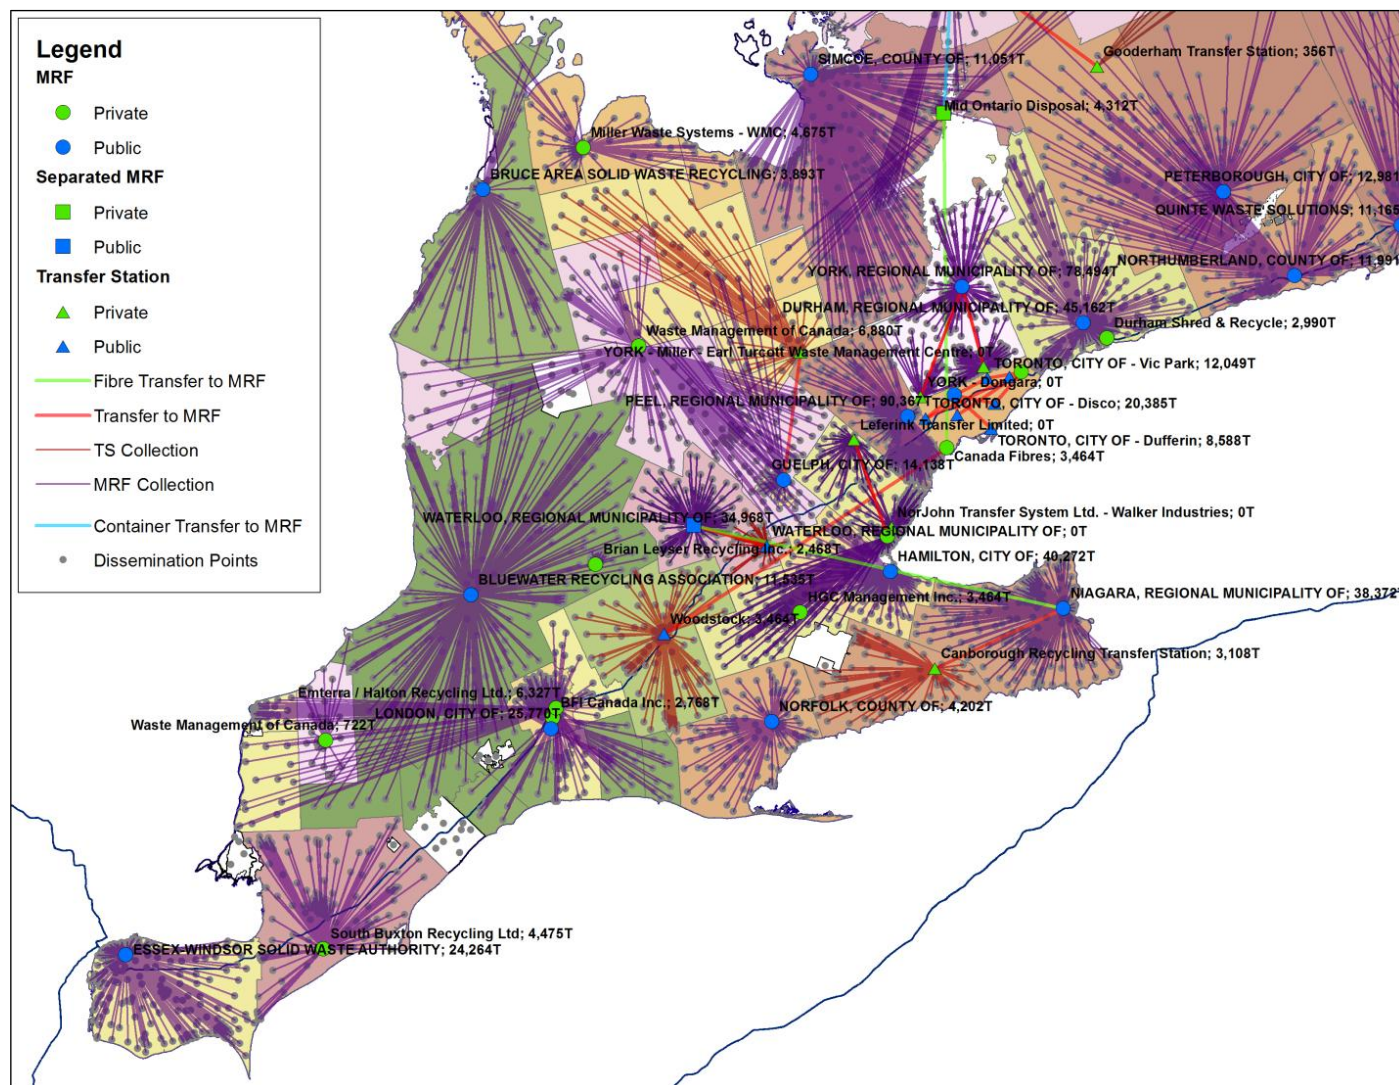 Legend
MRF
Private
Public
Separated MRF
Private
Public
Transfer Station
Private
Public
Fibre Transfer to MRF
Transfer to MRF
TS Collection
MRF Collection
Container Transfer to MRF
Dissemination Points
Gooderham Transfer Station; 356T
SIMCOE, COUNTY OF; 11,051T
Mid Ontario Disposal; 4,312T
Miller Waste Systems - WMC; 4,675T
BRUCE AREA SOLID WASTE RECYCLING; 3,893T
PETERBOROUGH, CITY OF; 12,981
QUINTE WASTE SOLUTIONS; 11,165
NORTHUMBERLAND, COUNTY OF; 11,991
YORK, REGIONAL MUNICIPALITY OF; 78,494T
DURHAM, REGIONAL MUNICIPALITY OF; 45,162T
Durham Shred & Recycle; 2,990T
Waste Management of Canada; 6,880T
YORK - Miller - Earl Turcott Waste Management Centre; 0T
TORONTO, CITY OF - Vic Park; 12,049T
YORK - Dongara; 0T
PEEL, REGIONAL MUNICIPALITY OF; 90,367T
TORONTO, CITY OF - Disco; 20,385T
Leferink Transfer Limited; 0T
TORONTO, CITY OF - Dufferin; 8,588T
Canada Fibres; 3,464T
GUELPH, CITY OF; 14,138T
NorJohn Transfer System Ltd. - Walker Industries; 0T
WATERLOO, REGIONAL MUNICIPALITY OF; 34,968T
WATERLOO, REGIONAL MUNICIPALITY OF; 0T
Brian Leyser Recycling Inc.; 2,468T
HAMILTON, CITY OF; 40,272T
BLUEWATER RECYCLING ASSOCIATION; 11,535T
HGC Management Inc.; 3,464T
NIAGARA, REGIONAL MUNICIPALITY OF; 38,372
Woodstock; 3,464T
Canborough Recycling Transfer Station; 3,108T
Emterra / Halton Recycling Ltd.; 6,327T
BFI Canada Inc.; 2,768T
LONDON, CITY OF; 25,770T
NORFOLK, COUNTY OF; 4,202T
Waste Management of Canada; 722T
South Buxton Recycling Ltd; 4,475T
ESSEX-WINDSOR SOLID WASTE AUTHORITY; 24,264T